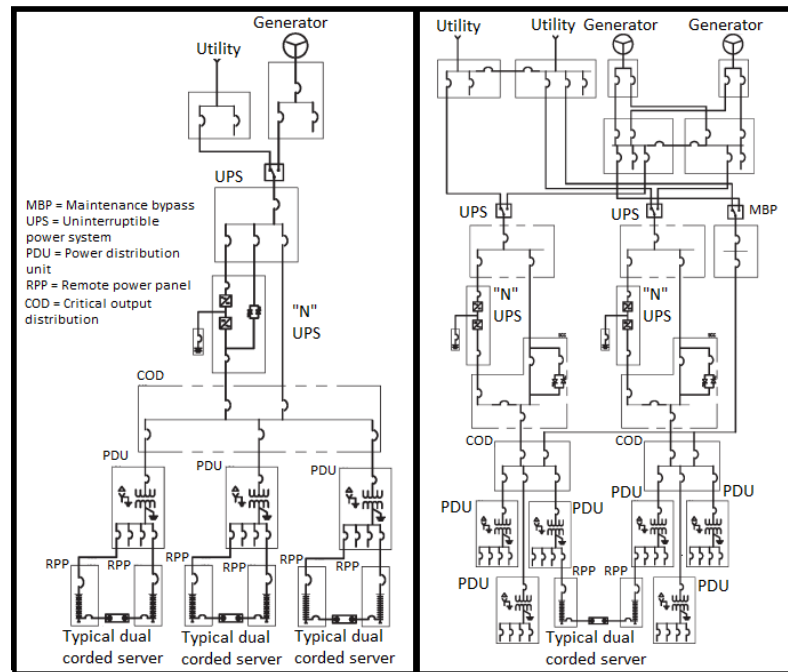 Generator
Utility
UPS
MBP = Maintenance bypass
UPS = Uninterruptible
power system
PDU = Power distribution
unit
RPP = Remote power panel
COD = Critical output
distribution
"N"
UPS
COD
PDU
PDU
PDU
RPP
RPP
RPP
RPP
RPP
RPP
Typical dual
corded server
Typical dual
corded server
Typical dual
corded server
Utility
Utility
Generator
Generator
UPS
UPS
MBP
"N"
UPS
"N"
UPS
COD
COD
PDU
PDU
PDU
PDU
RPP
RPP
PDU
PDU
Typical dual
corded server